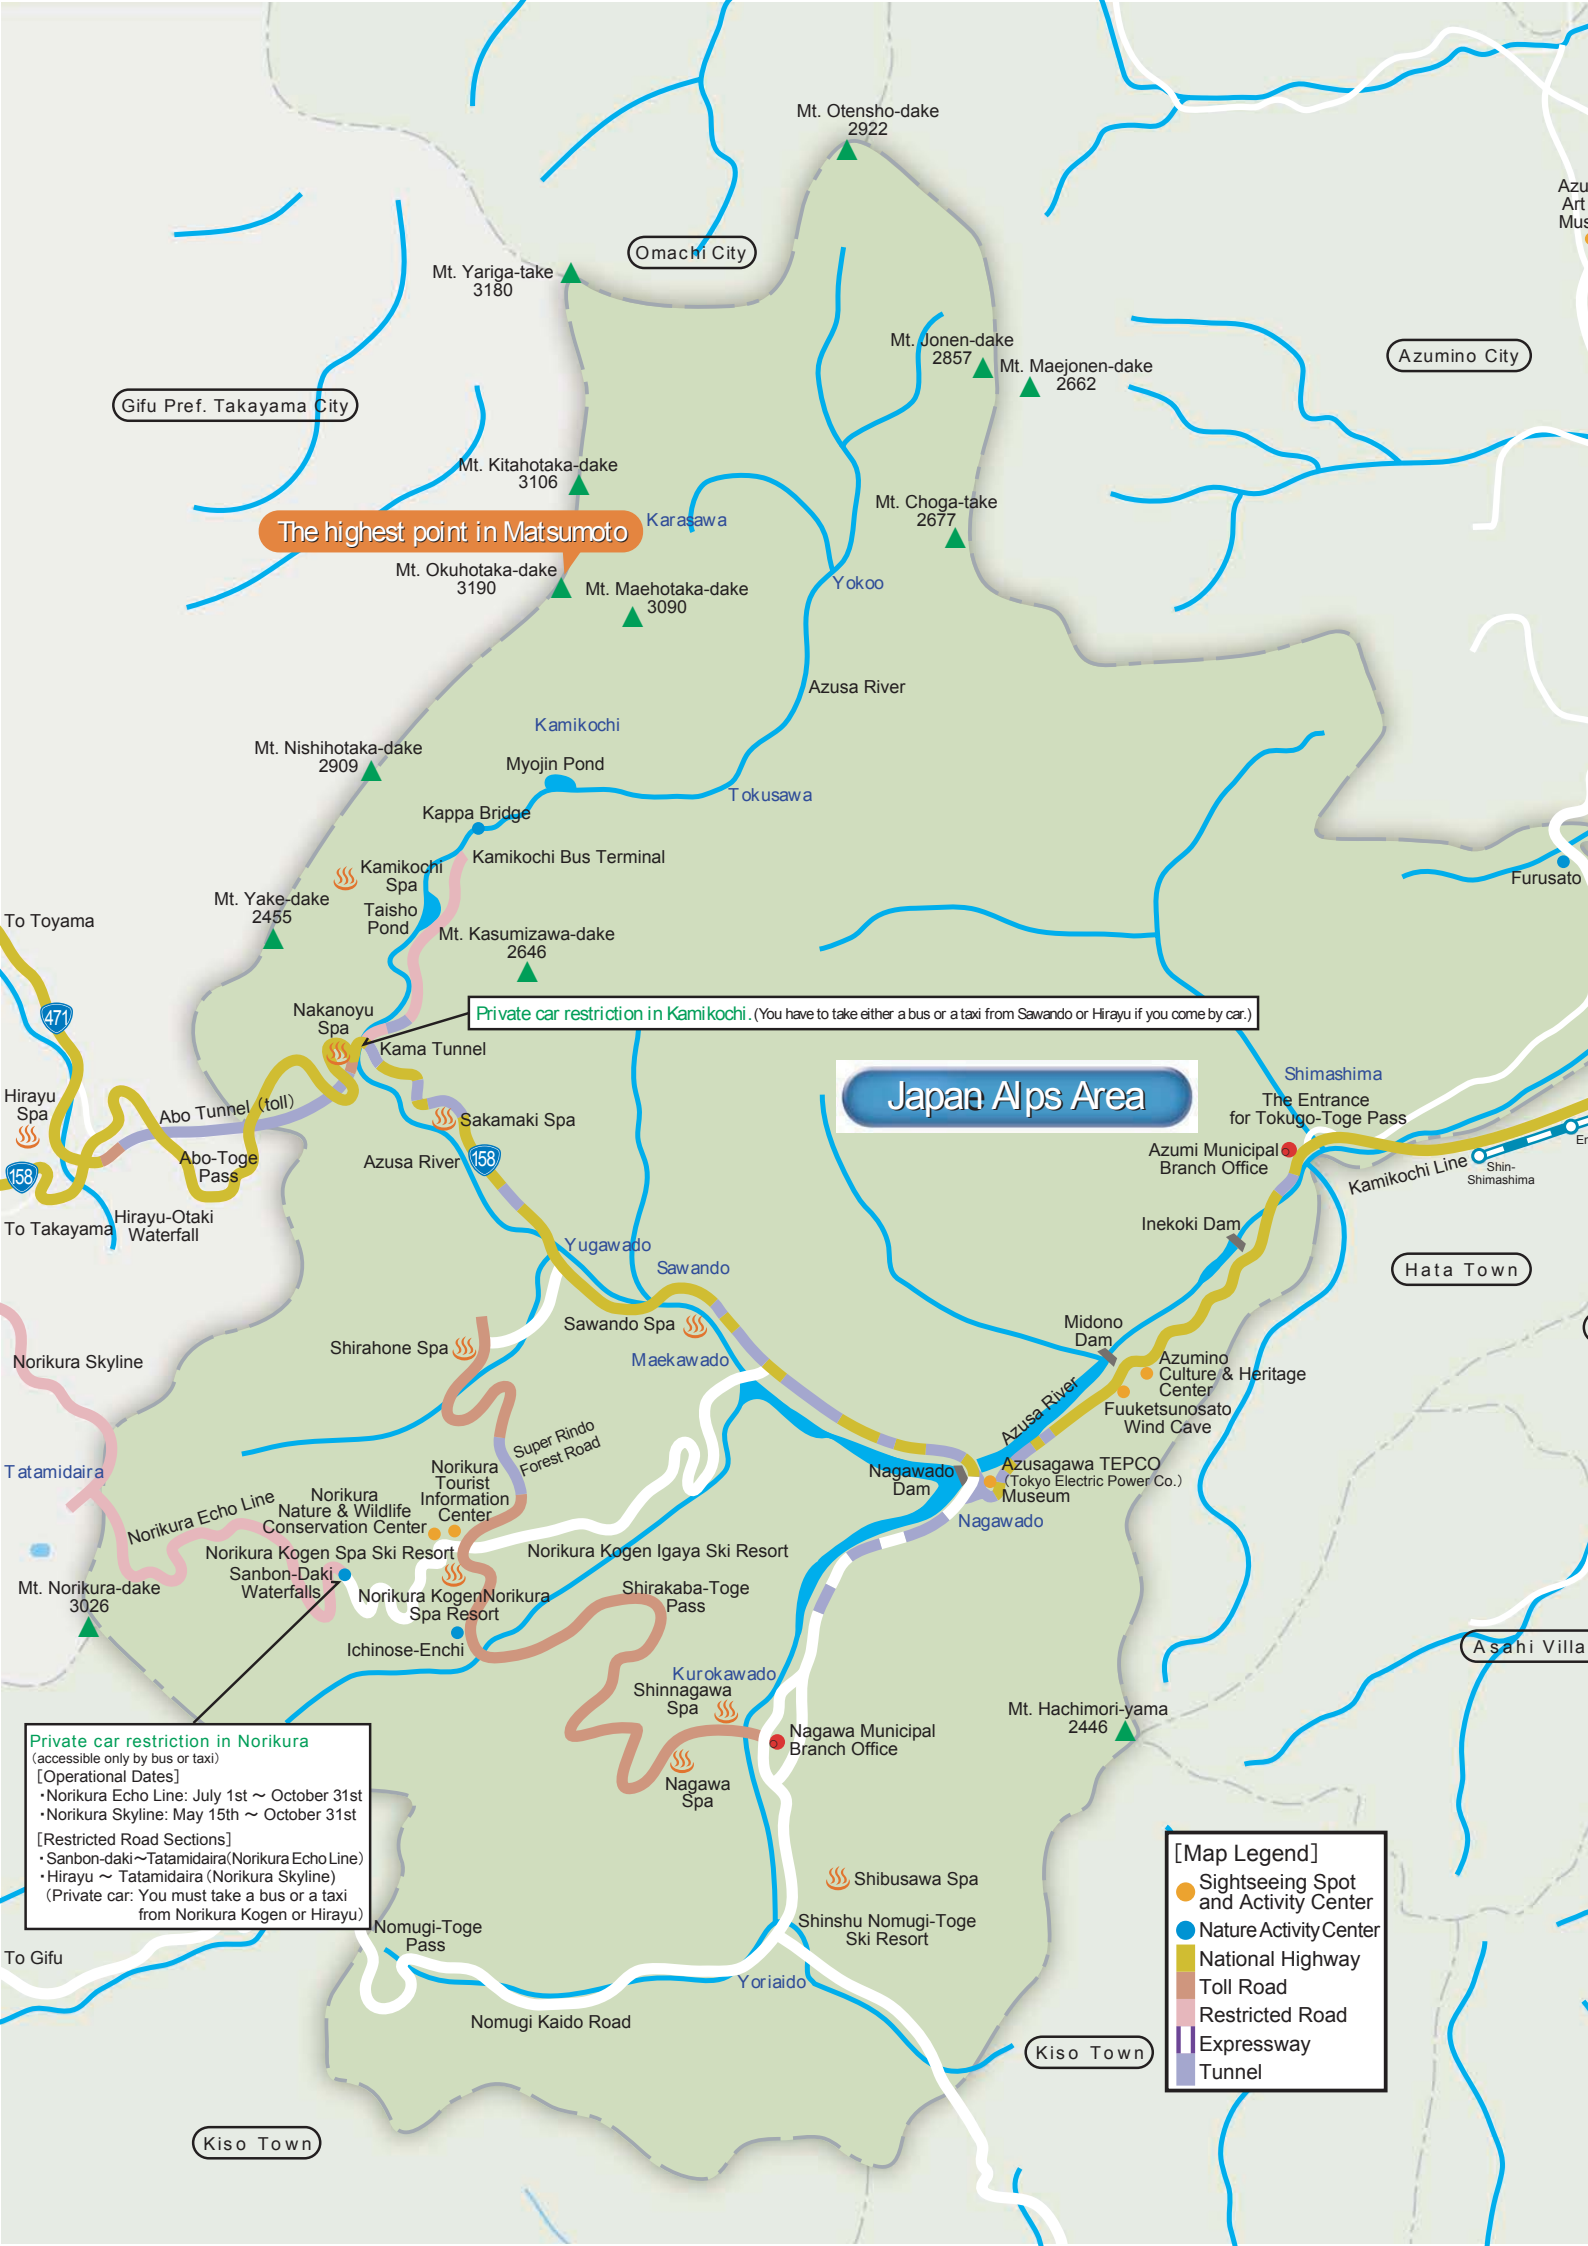 Mt. Otensho-dake
2922
Azu
Art
Mus
Omachi City
Mt. Yariga-take
3180
Mt. Jonen-dake
2857
Mt. Maejonen-dake
2662
Azumino City
Gifu Pref. Takayama City
Mt. Kitahotaka-dake
3106
Mt. Choga-take
2677
Karasawa
The highest point in Matsumoto
Mt. Okuhotaka-dake
3190
Mt. Maehotaka-dake
3090
Yokoo
Azusa River
Kamikochi
Mt. Nishihotaka-dake
2909
Myojin Pond
Tokusawa
Kappa Bridge
Kamikochi Bus Terminal
Kamikochi
Spa
Furusato
Mt. Yake-dake
2455
Taisho
Pond
To Toyama
Mt. Kasumizawa-dake
2646
471
Nakanoyu
Spa
Private car restriction in Kamikochi. (You have to take either a bus or a taxi from Sawando or Hirayu if you come by car.)
Kama Tunnel
Japan Alps Area
Shimashima
The Entrance
for Tokugo-Toge Pass
Hirayu
Spa
Abo Tunnel (toll)
Sakamaki Spa
Azumi Municipal
Branch Office
En
Kamikochi Line
Shin-
Shimashima
158
Abo-Toge
Pass
Azusa River
158
To Takayama
Hirayu-Otaki
Waterfall
Inekoki Dam
Yugawado
Sawando
Hata Town
Sawando Spa
Midono
Dam
Shirahone Spa
Maekawado
Norikura Skyline
Azumino
Culture & Heritage
Center
Fuuketsunosato
Wind Cave
Azusa River
Super Rindo
Forest Road
Tatamidaira
Nagawado
Dam
Azusagawa TEPCO
(Tokyo Electric Power Co.)
Museum
Norikura
Tourist
Information
Center
Norikura
Nature & Wildlife
Conservation Center
Norikura Echo Line
Nagawado
Norikura Kogen Spa Ski Resort
Norikura Kogen Igaya Ski Resort
Sanbon-Daki
Waterfalls
Mt. Norikura-dake
3026
Norikura KogenNorikura
Spa Resort
Shirakaba-Toge
Pass
Ichinose-Enchi
Asahi Villa
Kurokawado
Shinnagawa
Spa
Mt. Hachimori-yama
2446
Nagawa Municipal
Branch Office
Nagawa
Spa
Private car restriction in Norikura
(accessible only by bus or taxi)
[Operational Dates]
・Norikura Echo Line: July 1st ～ October 31st
・Norikura Skyline: May 15th ～ October 31st
[Restricted Road Sections]
・Sanbon-daki～Tatamidaira(Norikura Echo Line)
・Hirayu ～ Tatamidaira (Norikura Skyline)
(Private car: You must take a bus or a taxi
from Norikura Kogen or Hirayu)
Shibusawa Spa
Nomugi-Toge
Pass
Shinshu Nomugi-Toge
Ski Resort
To Gifu
Yoriaido
Nomugi Kaido Road
Kiso Town
Kiso Town
[Map Legend]
Sightseeing Spot
and Activity Center
Nature Activity Center
National Highway
Toll Road
Restricted Road
Expressway
Tunnel